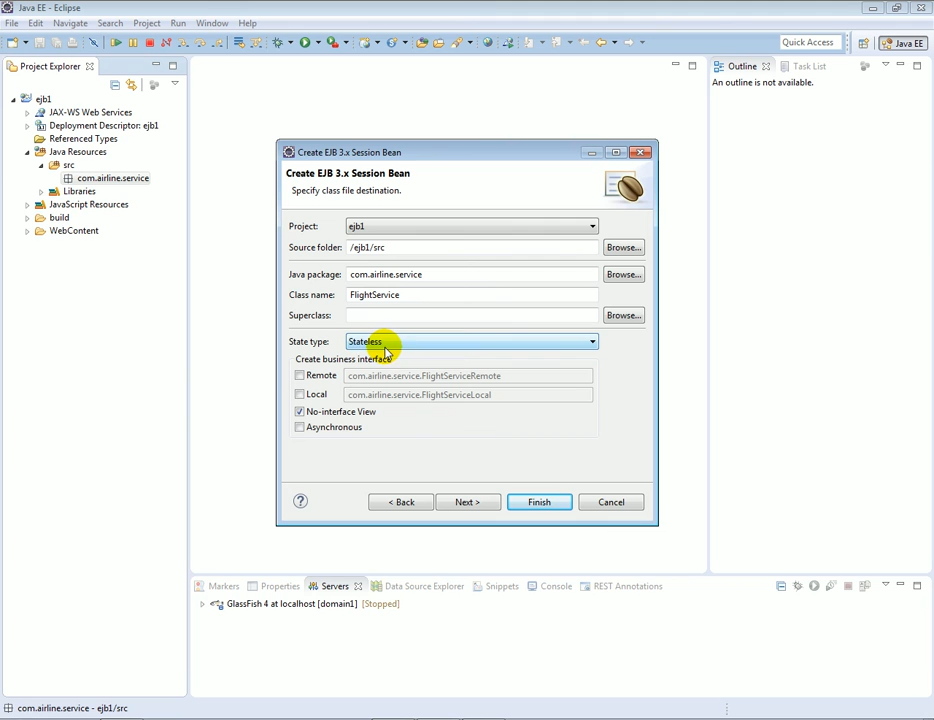 Java EE - Eclipse
File Edit Navigate Search Project Run Window Help
Quick Access Java EE
Project Explorer
ejb1
JAX-WS Web Services
Deployment Descriptor: ejb1
Referenced Types
Java Resources
src
com.airline.service
Libraries
JavaScript Resources
build
WebContent
Create EJB 3.x Session Bean
Create EJB 3.x Session Bean
Specify class file destination.
Project: ejb1
Source folder: /ejb1/src Browse...
Java package: com.airline.service Browse...
Class name: FlightService
Superclass: Browse...
State type: Stateless
Create business interface
Remote com.airline.service.FlightServiceRemote
Local com.airline.service.FlightServiceLocal
No-interface View
Asynchronous
? < Back Next > Finish Cancel
Outline Task List
An outline is not available.
Markers Properties Servers Data Source Explorer Snippets Console REST Annotations
GlassFish 4 at localhost [domain1] [Stopped]
com.airline.service - ejb1/src